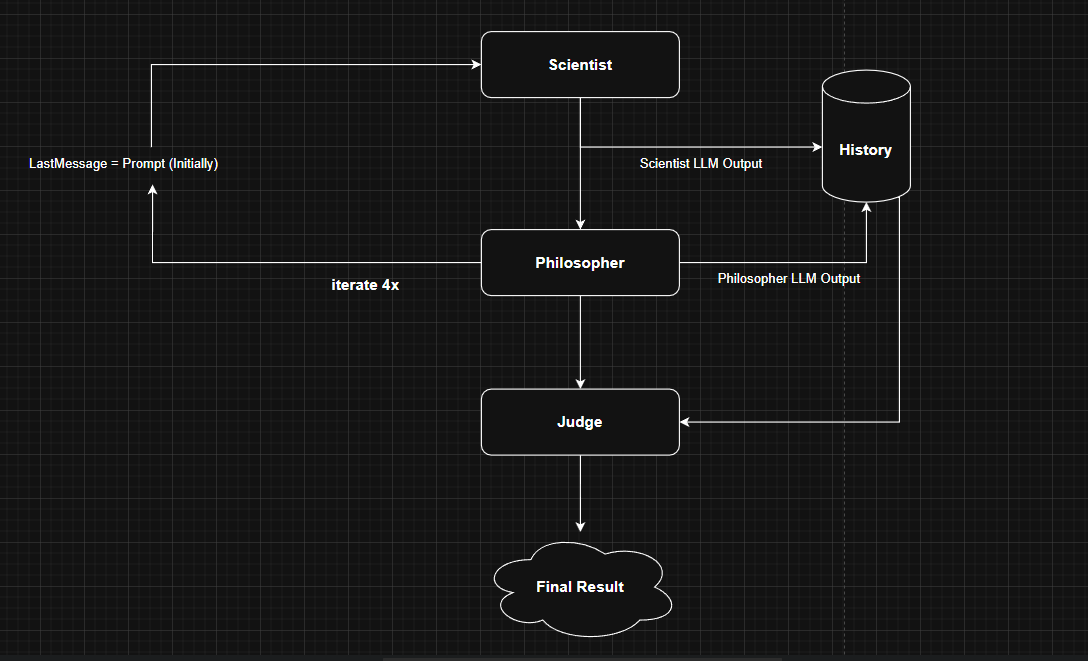 Scientist
History
LastMessage = Prompt (Initially)
Scientist LLM Output
Philosopher
Philosopher LLM Output
iterate 4x
Judge
Final Result